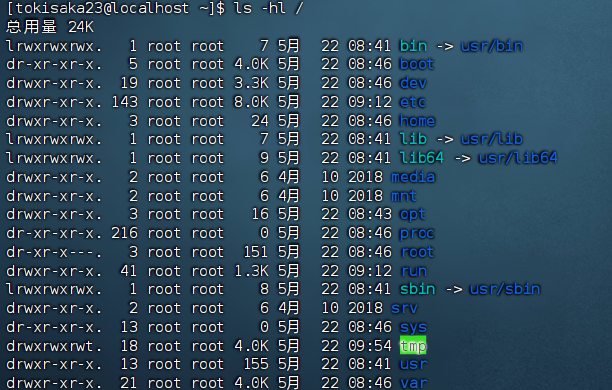 [tokisaka23@localhost ~]$ ls -hl /
总用量 24K
lrwxrwxrwx.   1 root root    7 5月   22 08:41 bin -> usr/bin
dr-xr-xr-x.   5 root root 4.0K 5月   22 08:46 boot
drwxr-xr-x.  19 root root 3.3K 5月   22 08:46 dev
drwxr-xr-x. 143 root root 8.0K 5月   22 09:12 etc
drwxr-xr-x.   3 root root   24 5月   22 08:46 home
lrwxrwxrwx.   1 root root    7 5月   22 08:41 lib -> usr/lib
lrwxrwxrwx.   1 root root    9 5月   22 08:41 lib64 -> usr/lib64
drwxr-xr-x.   2 root root    6 4月   10 2018 media
drwxr-xr-x.   2 root root    6 4月   10 2018 mnt
drwxr-xr-x.   3 root root   16 5月   22 08:43 opt
dr-xr-xr-x. 216 root root    0 5月   22 08:46 proc
dr-xr-x---.   3 root root  151 5月   22 08:46 root
drwxr-xr-x.  41 root root 1.3K 5月   22 09:12 run
lrwxrwxrwx.   1 root root    8 5月   22 08:41 sbin -> usr/sbin
drwxr-xr-x.   2 root root    6 4月   10 2018 srv
dr-xr-xr-x.  13 root root    0 5月   22 08:46 sys
drwxrwxrwt.  18 root root 4.0K 5月   22 09:54 tmp
drwxr-xr-x.  13 root root  155 5月   22 08:41 usr
drwxr-xr-x.  21 root root 4.0K 5月   22 08:46 var